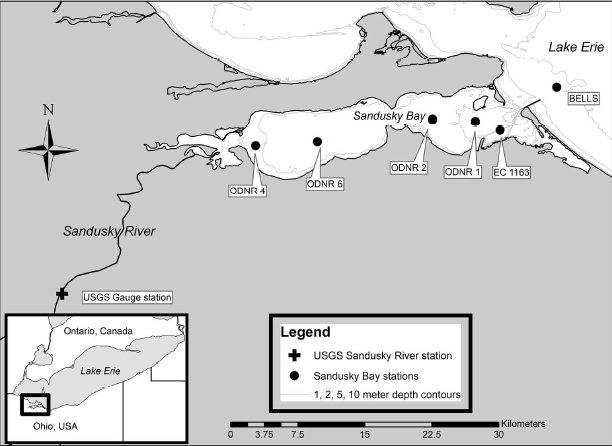 Lake Erie
BELLS
Sandusky Bay
N
ODNR 4
ODNR 6
ODNR 2
ODNR 1
EC 1163
Sandusky River
USGS Gauge station
Ontario, Canada
Lake Erie
Ohio, USA
Legend
USGS Sandusky River station
Sandusky Bay stations
1, 2, 5, 10 meter depth contours
Kilometers
0 3.75 7.5 15 22.5 30